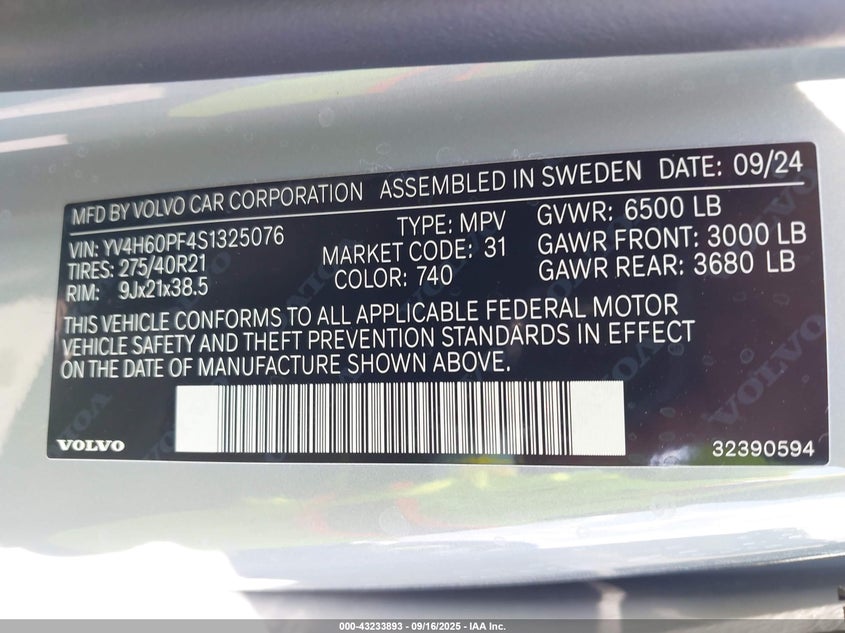 MFD BY VOLVO CAR CORPORATION ASSEMBLED IN SWEDEN DATE: 09/24
VIN: YV4H60PF4S1325076 TYPE: MPV GVWR: 6500 LB
TIRES: 275/40R21 MARKET CODE: 31 GAWR FRONT: 3000 LB
RIM: 9Jx21x38.5 COLOR: 740 GAWR REAR: 3680 LB
THIS VEHICLE CONFORMS TO ALL APPLICABLE FEDERAL MOTOR
VEHICLE SAFETY AND THEFT PREVENTION STANDARDS IN EFFECT
ON THE DATE OF MANUFACTURE SHOWN ABOVE.
VOLVO 32390594
000-43233893 - 09/16/2025 - IAA Inc.